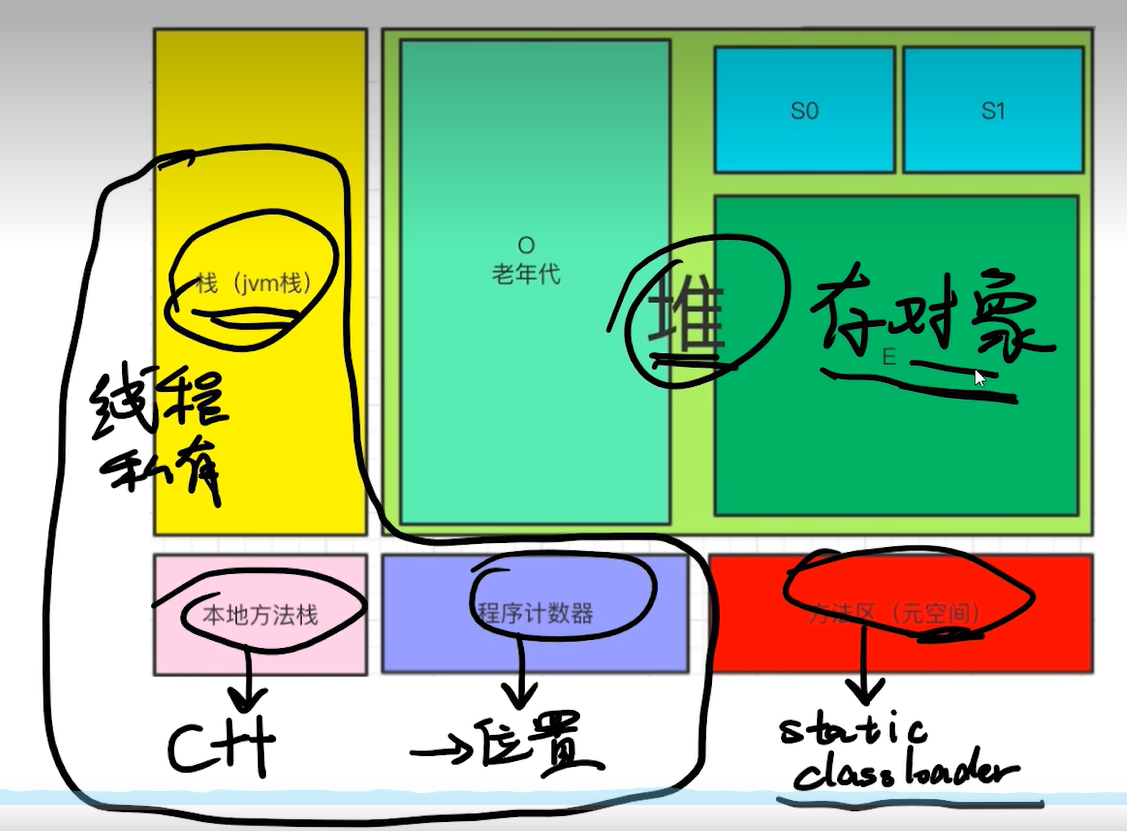 S0
S1
O
老年代
栈（jvm栈）
堆
存对象
E
线程
私有
本地方法栈
程序计数器
方法区（元空间）
C++
→位置
static
classloader